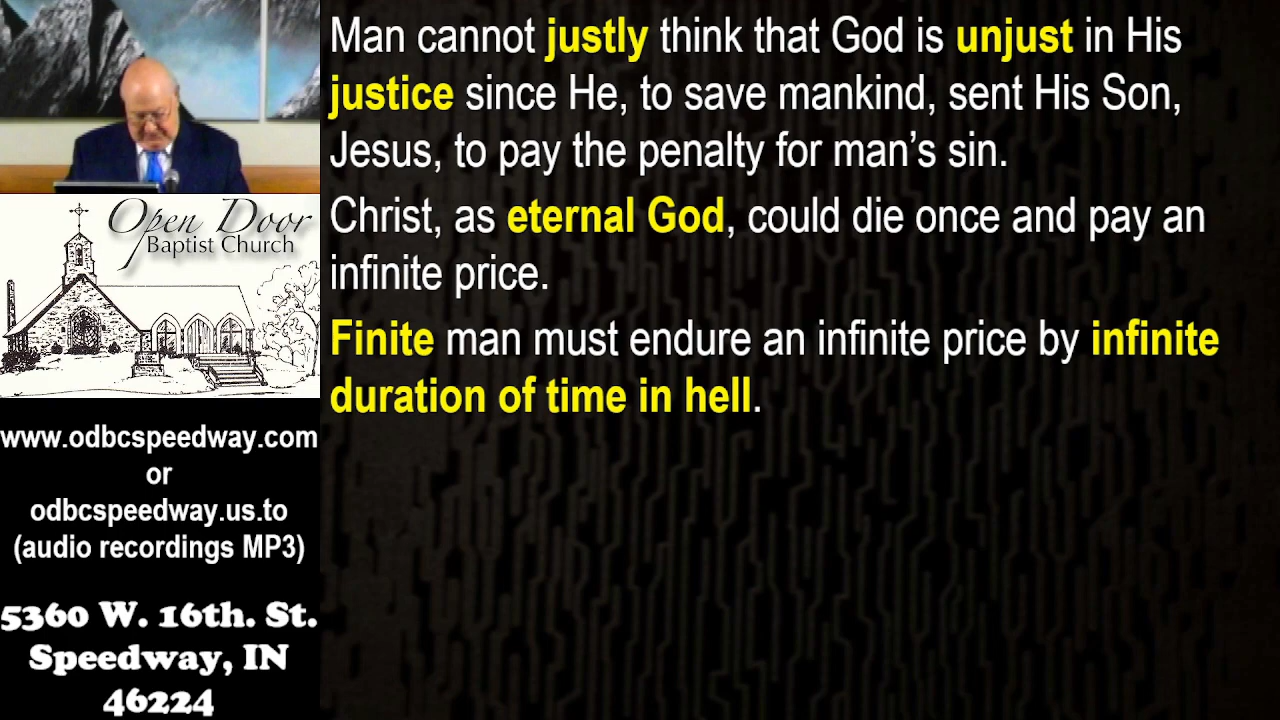 Man cannot justly think that God is unjust in His
justice since He, to save mankind, sent His Son,
Jesus, to pay the penalty for man’s sin.
Christ, as eternal God, could die once and pay an
infinite price.
Finite man must endure an infinite price by infinite
duration of time in hell.
Open Door
Baptist Church
www.odbcspeedway.com
or
odbcspeedway.us.to
(audio recordings MP3)
5360 W. 16th. St.
Speedway, IN
46224